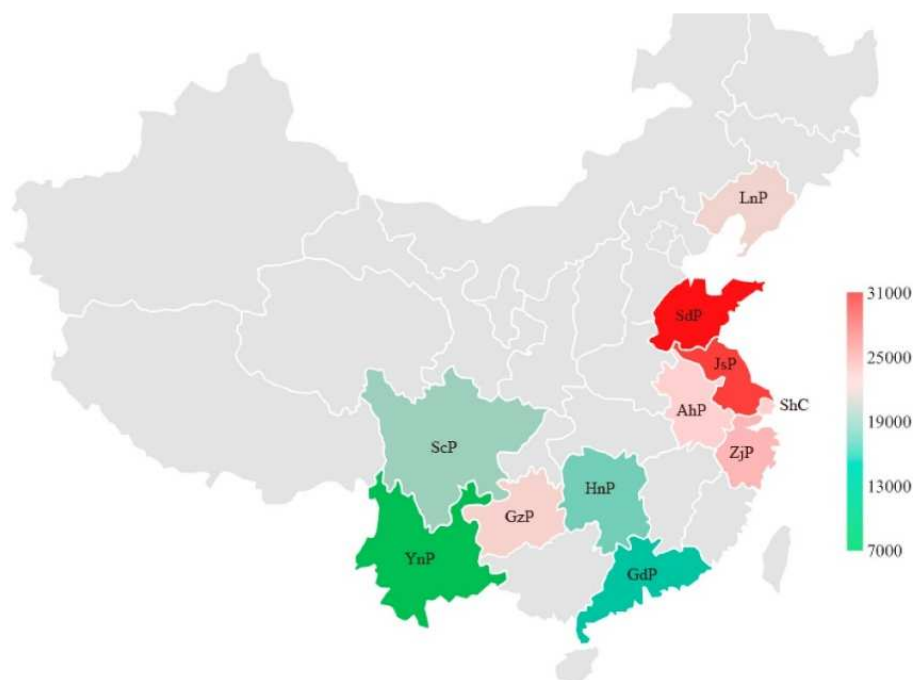 LnP
SdP
JsP
AhP
ShC
ZjP
ScP
HnP
GzP
YnP
GdP
31000
25000
19000
13000
7000